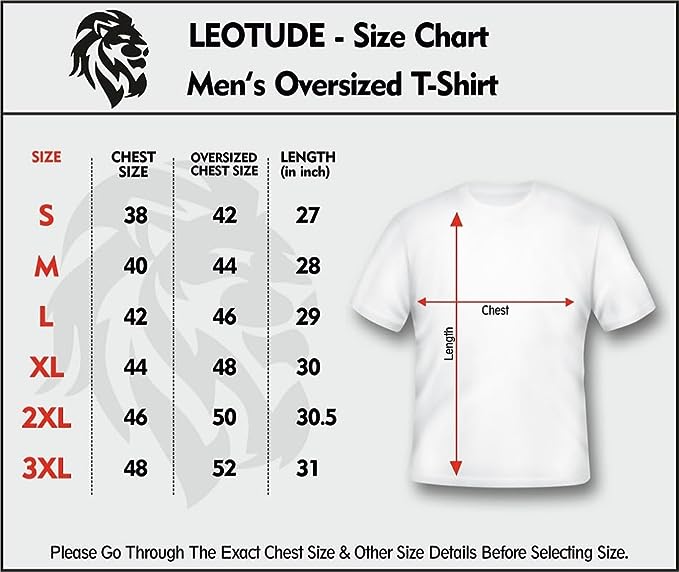 LEOTUDE - Size Chart
Men's Oversized T-Shirt
SIZE CHEST SIZE OVERSIZED CHEST SIZE LENGTH (in inch)
S 38 42 27
M 40 44 28
L 42 46 29
XL 44 48 30
2XL 46 50 30.5
3XL 48 52 31
Chest
Length
Please Go Through The Exact Chest Size & Other Size Details Before Selecting Size.